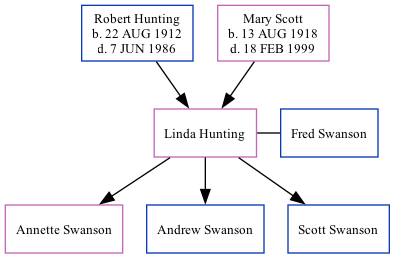 Robert Hunting
b. 22 AUG 1912
d. 7 JUN 1986
Mary Scott
b. 13 AUG 1918
d. 18 FEB 1999
Linda Hunting
Fred Swanson
Annette Swanson
Andrew Swanson
Scott Swanson